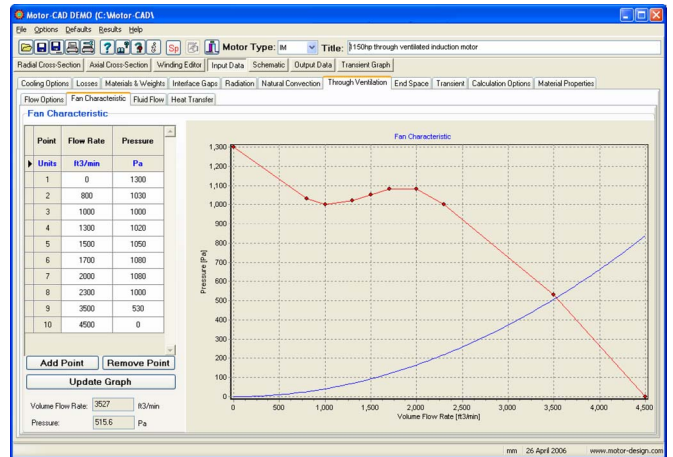 Motor-CAD DEMO (C:\Motor-CAD\
File Options Defaults Results Help
Sp Motor Type: IM Title: 1150hp through ventilated induction motor
Radial Cross-Section Axial Cross-Section Winding Editor Input Data Schematic Output Data Transient Graph
Cooling Options Losses Materials & Weights Interface Gaps Radiation Natural Convection Through Ventilation End Space Transient Calculation Options Material Properties
Flow Options Fan Characteristic Fluid Flow Heat Transfer
Fan Characteristic
Point Flow Rate Pressure
Units ft3/min Pa
1 0 1300
2 800 1030
3 1000 1000
4 1300 1020
5 1500 1050
6 1700 1080
7 2000 1080
8 2300 1000
9 3500 530
10 4500 0
Add Point Remove Point
Update Graph
Volume Flow Rate: 3527 ft3/min
Pressure: 515.6 Pa
Fan Characteristic
1,300
1,200
1,100
1,000
900
800
700
600
500
400
300
200
100
0
Pressure [Pa]
0 500 1,000 1,500 2,000 2,500 3,000 3,500 4,000 4,500
Volume Flow Rate [ft3/min]
mm 26 April 2006 www.motor-design.com